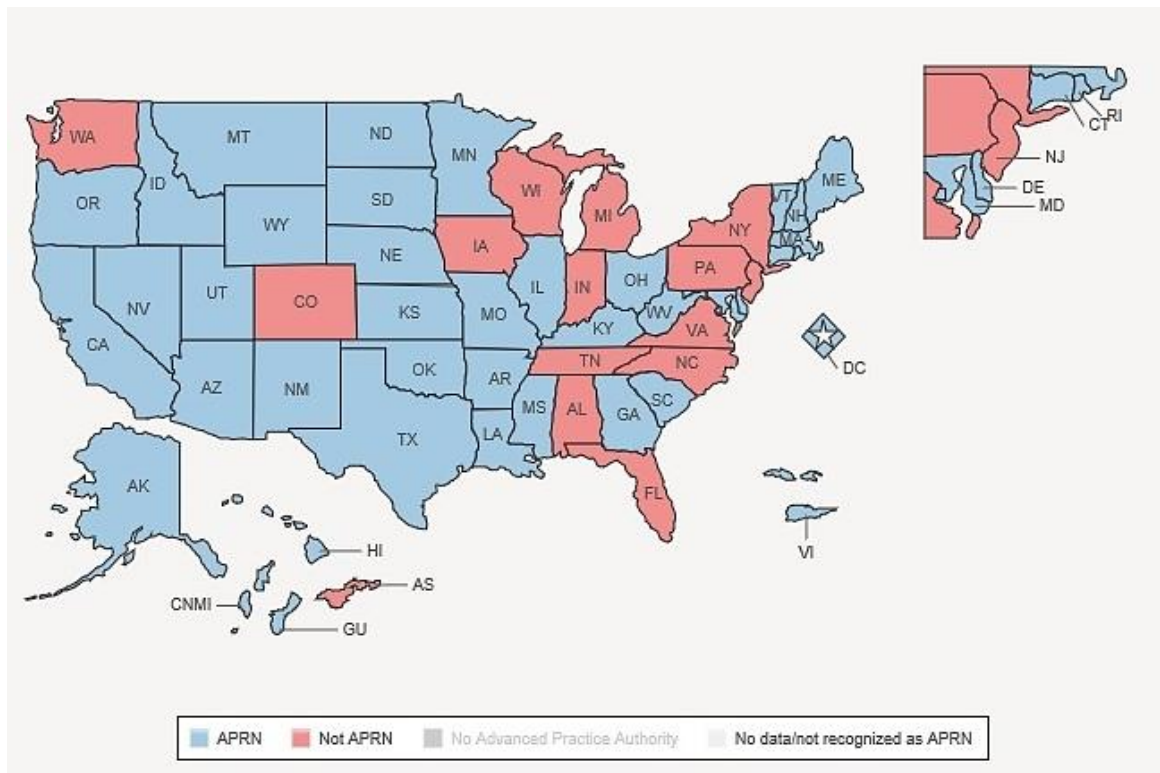 WA
MT
ND
MN
ID
OR
SD
WI
MI
WY
ME
VT
NH
NY
MA
IA
NE
PA
NV
UT
CO
IL
IN
OH
KS
MO
KY
WV
VA
CA
AZ
NM
OK
AR
TN
NC
TX
LA
MS
AL
GA
SC
FL
AK
HI
AS
CNMI
GU
RI
CT
NJ
DE
MD
DC
VI
APRN Not APRN No Advanced Practice Authority No data/not recognized as APRN